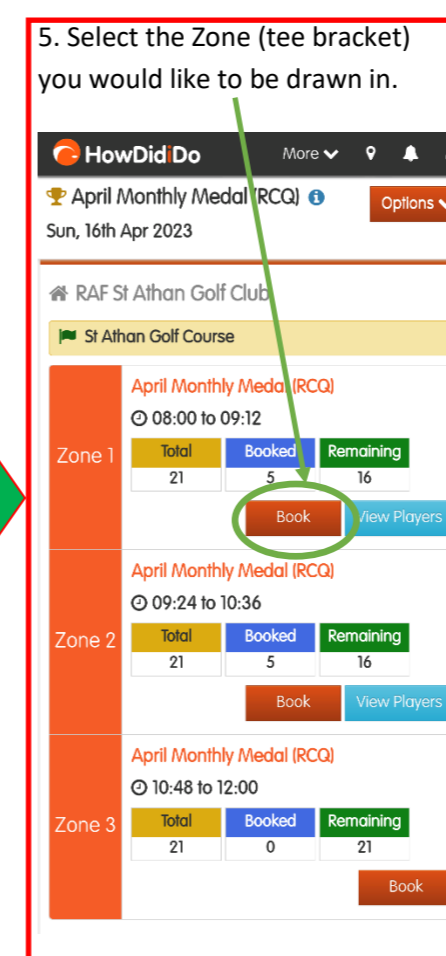 5. Select the Zone (tee bracket)
you would like to be drawn in.
HowDidiDo More
April Monthly Medal (RCQ) Options
Sun, 16th Apr 2023
RAF St Athan Golf Club
St Athan Golf Course
April Monthly Medal (RCQ)
08:00 to 09:12
Zone 1 Total Booked Remaining
21 5 16
Book View Players
April Monthly Medal (RCQ)
09:24 to 10:36
Zone 2 Total Booked Remaining
21 5 16
Book View Players
April Monthly Medal (RCQ)
10:48 to 12:00
Zone 3 Total Booked Remaining
21 0 21
Book